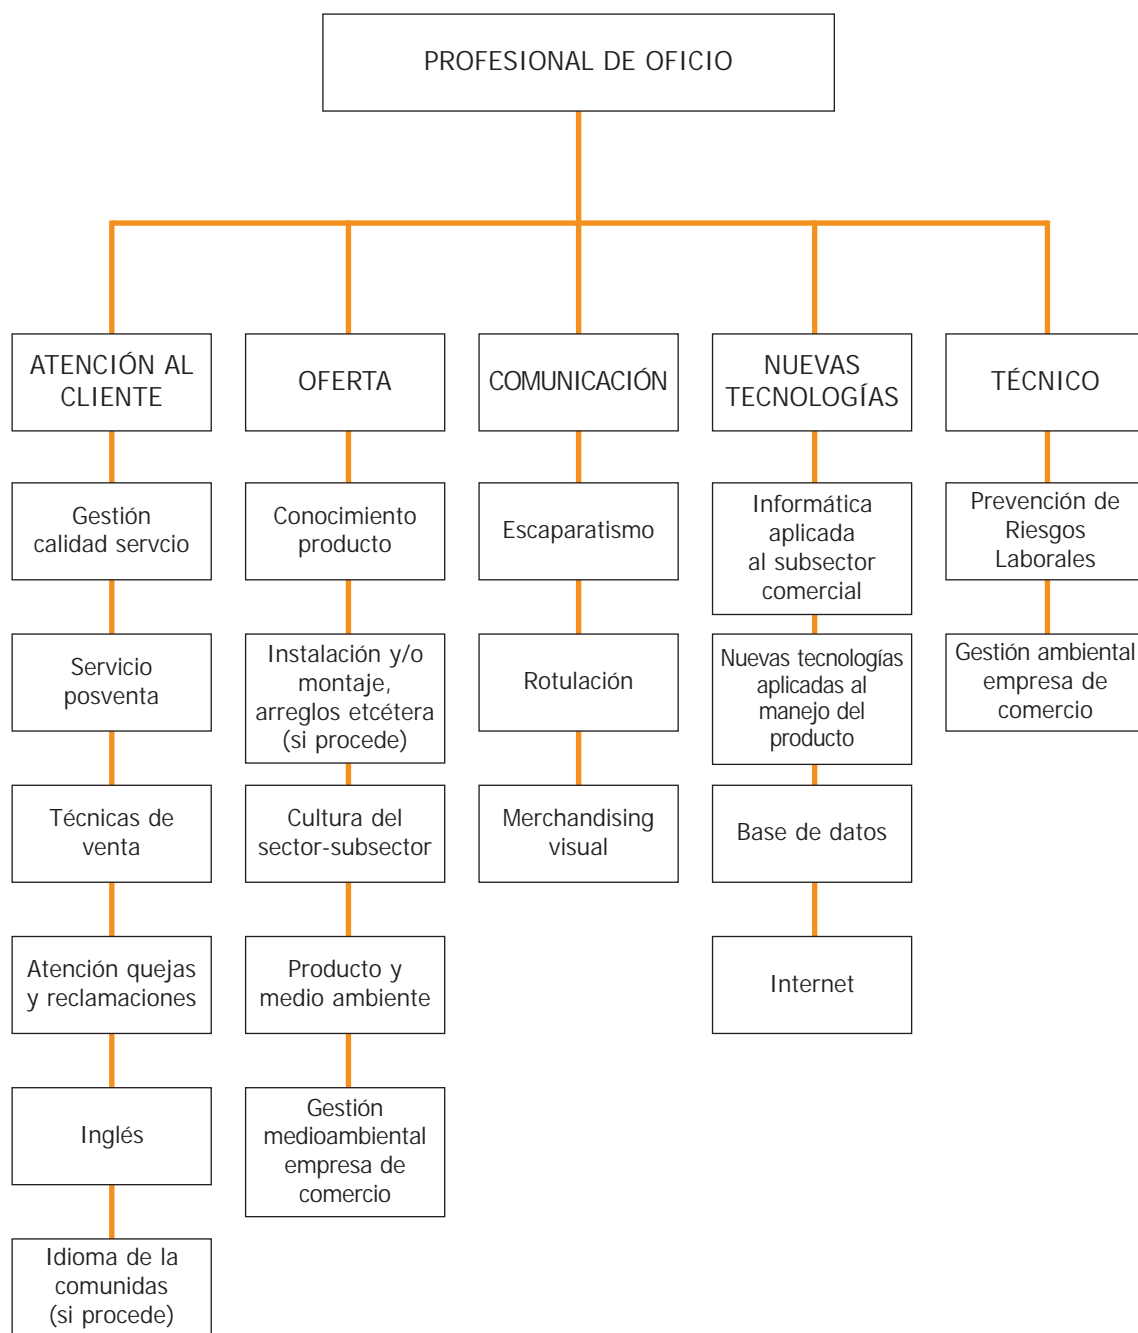 PROFESIONAL DE OFICIO
ATENCIÓN AL
CLIENTE
Gestión
calidad servcio
Servicio
posventa
Técnicas de
venta
Atención quejas
y reclamaciones
Inglés
Idioma de la
comunidas
(si procede)
OFERTA
Conocimiento
producto
Instalación y/o
montaje,
arreglos etcétera
(si procede)
Cultura del
sector-subsector
Producto y
medio ambiente
Gestión
medioambiental
empresa de
comercio
COMUNICACIÓN
Escaparatismo
Rotulación
Merchandising
visual
NUEVAS
TECNOLOGÍAS
Informática
aplicada
al subsector
comercial
Nuevas tecnologías
aplicadas al
manejo del
producto
Base de datos
Internet
TÉCNICO
Prevención de
Riesgos
Laborales
Gestión ambiental
empresa de
comercio